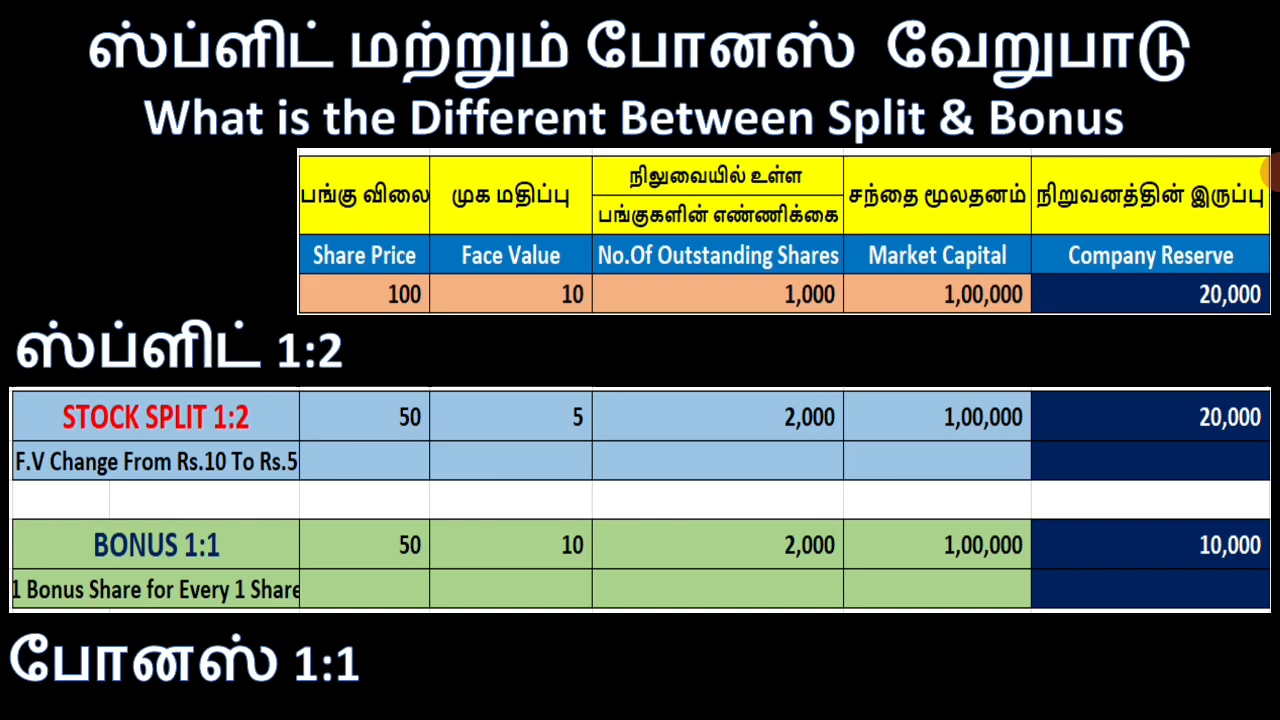 ஸ்ப்ளிட் மற்றும் போனஸ் வேறுபாடு
What is the Different Between Split & Bonus
பங்கு விலை முக மதிப்பு நிலுவையில் உள்ள பங்குகளின் எண்ணிக்கை சந்தை மூலதனம் நிறுவனத்தின் இருப்பு
Share Price Face Value No.Of Outstanding Shares Market Capital Company Reserve
100 10 1,000 1,00,000 20,000
ஸ்ப்ளிட் 1:2
STOCK SPLIT 1:2 50 5 2,000 1,00,000 20,000
F.V Change From Rs.10 To Rs.5
BONUS 1:1 50 10 2,000 1,00,000 10,000
1 Bonus Share for Every 1 Share
போனஸ் 1:1